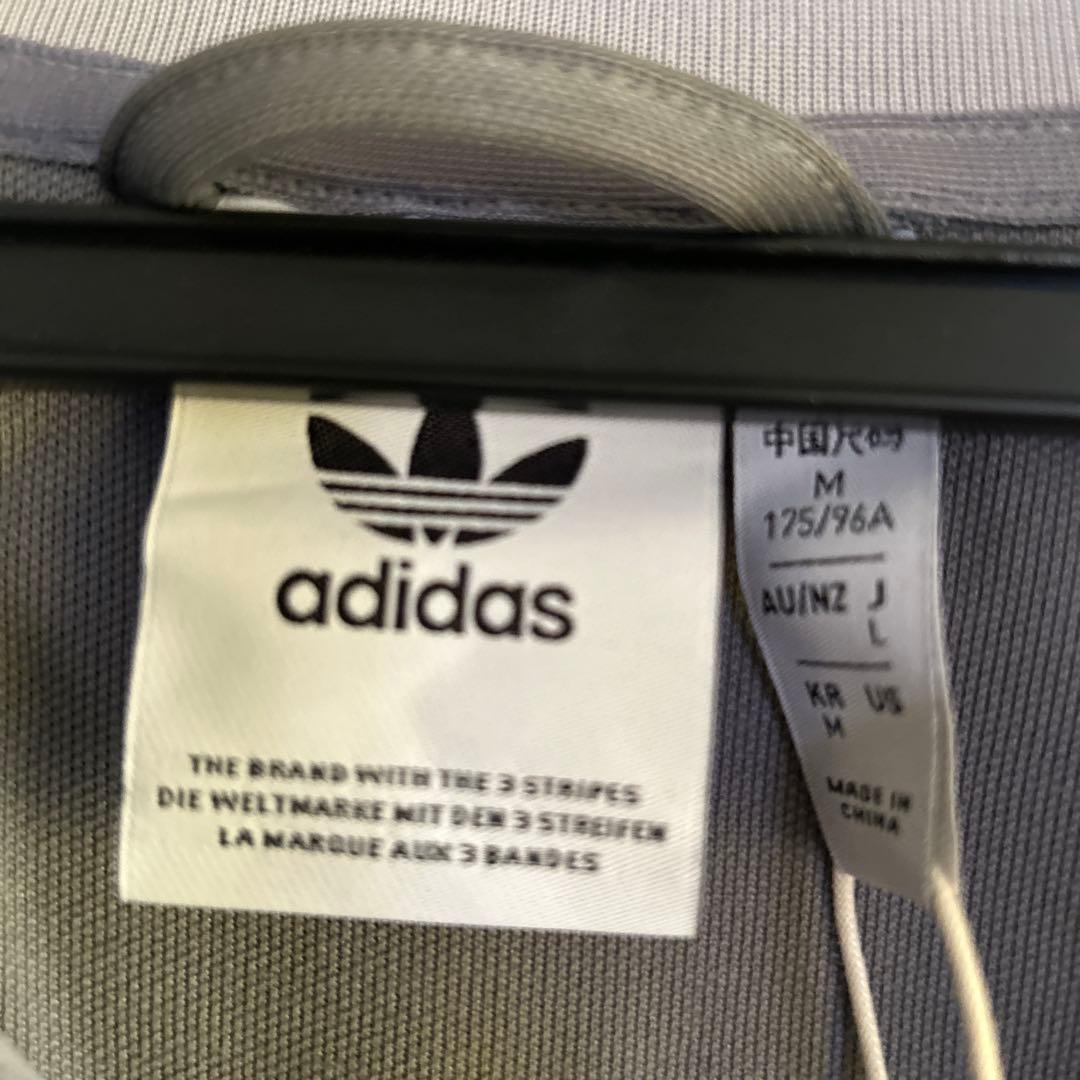 adidas
THE BRAND WITH THE 3 STRIPES
DIE WELTMARKE MIT DEN 3 STREIFEN
LA MARQUE AUX 3 BANDES
中国尺码
M
175/96A
AU/NZ J
L
KR US
M
MADE IN
CHINA